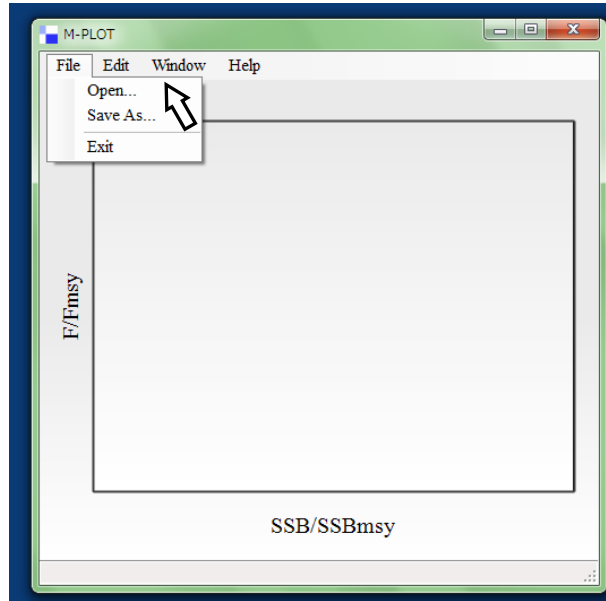 M-PLOT
File Edit Window Help
Open...
Save As...
Exit
F/Fmsy
SSB/SSBmsy